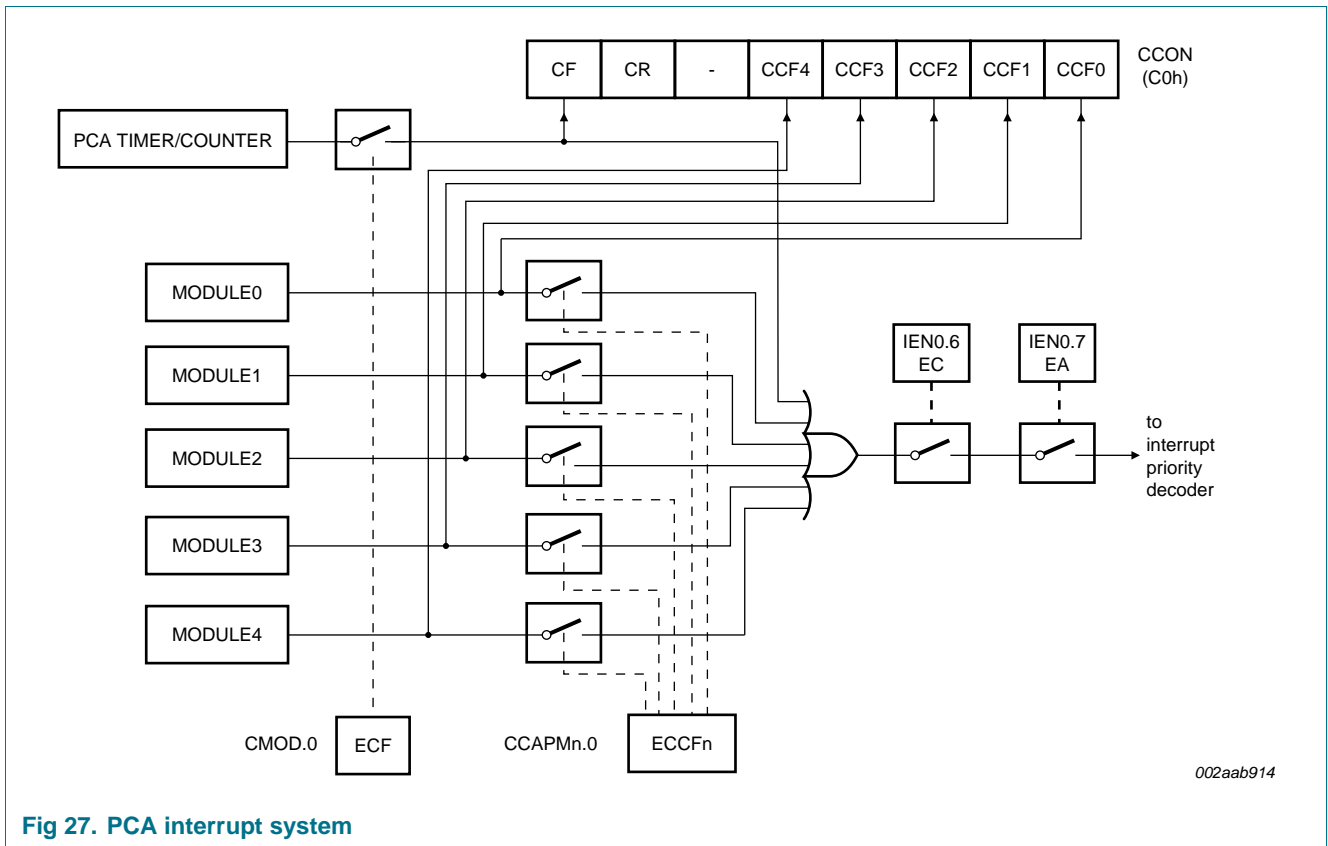 CF CR - CCF4 CCF3 CCF2 CCF1 CCF0
CCON
(C0h)
PCA TIMER/COUNTER
MODULE0
MODULE1
MODULE2
MODULE3
MODULE4
IEN0.6
EC
IEN0.7
EA
to
interrupt
priority
decoder
CMOD.0
ECF
CCAPMn.0
ECCFn
002aab914
Fig 27. PCA interrupt system